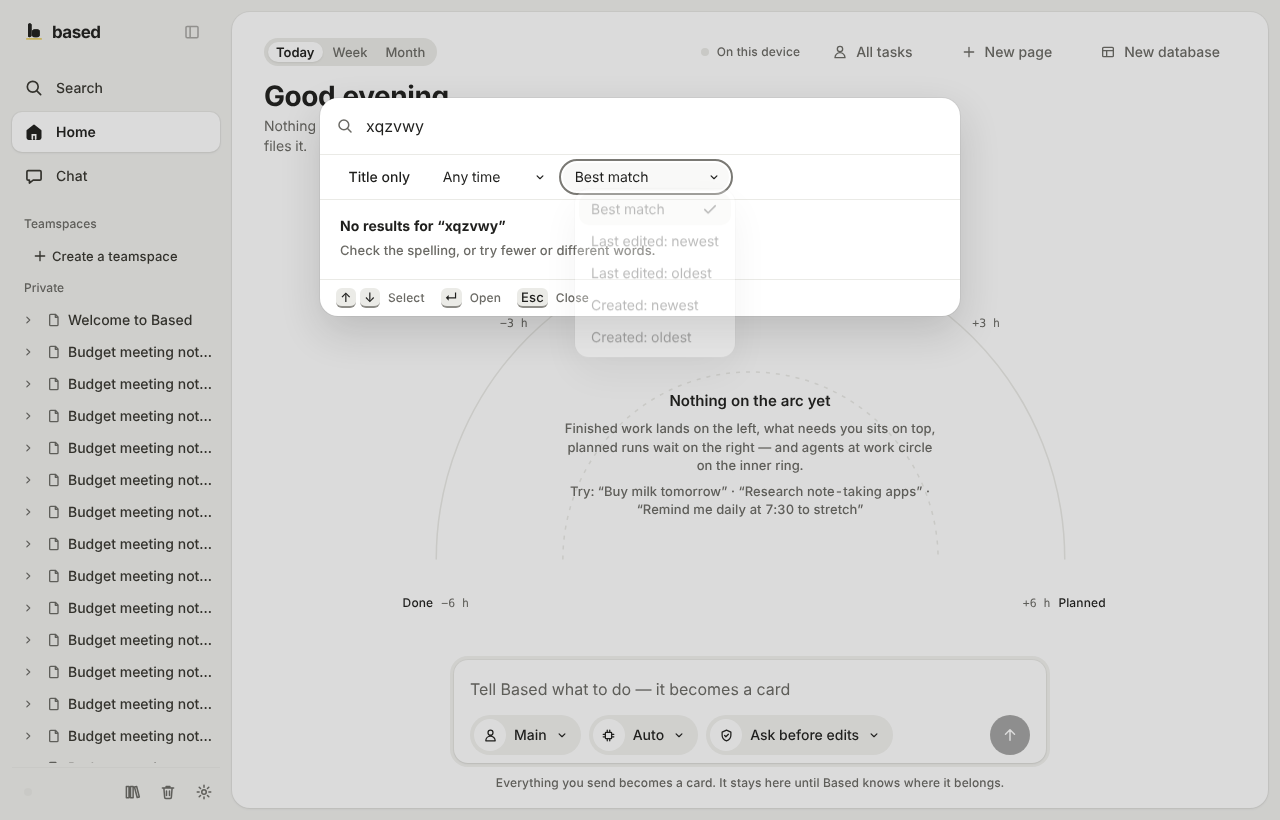 based
Search
Home
Chat
Teamspaces
Create a teamspace
Private
Welcome to Based
Budget meeting not...
Budget meeting not...
Budget meeting not...
Budget meeting not...
Budget meeting not...
Budget meeting not...
Budget meeting not...
Budget meeting not...
Budget meeting not...
Budget meeting not...
Budget meeting not...
Budget meeting not...
Budget meeting not...
Today Week Month
On this device
All tasks
New page
New database
Good evening
Nothing
files it.
xqzvwy
Title only
Any time
Best match
Best match
Last edited: newest
Last edited: oldest
Created: newest
Created: oldest
No results for “xqzvwy”
Check the spelling, or try fewer or different words.
Select
Open
Esc Close
−3 h
+3 h
Nothing on the arc yet
Finished work lands on the left, what needs you sits on top,
planned runs wait on the right — and agents at work circle
on the inner ring.
Try: “Buy milk tomorrow” · “Research note-taking apps” ·
“Remind me daily at 7:30 to stretch”
Done −6 h
+6 h Planned
Tell Based what to do — it becomes a card
Main
Auto
Ask before edits
Everything you send becomes a card. It stays here until Based knows where it belongs.